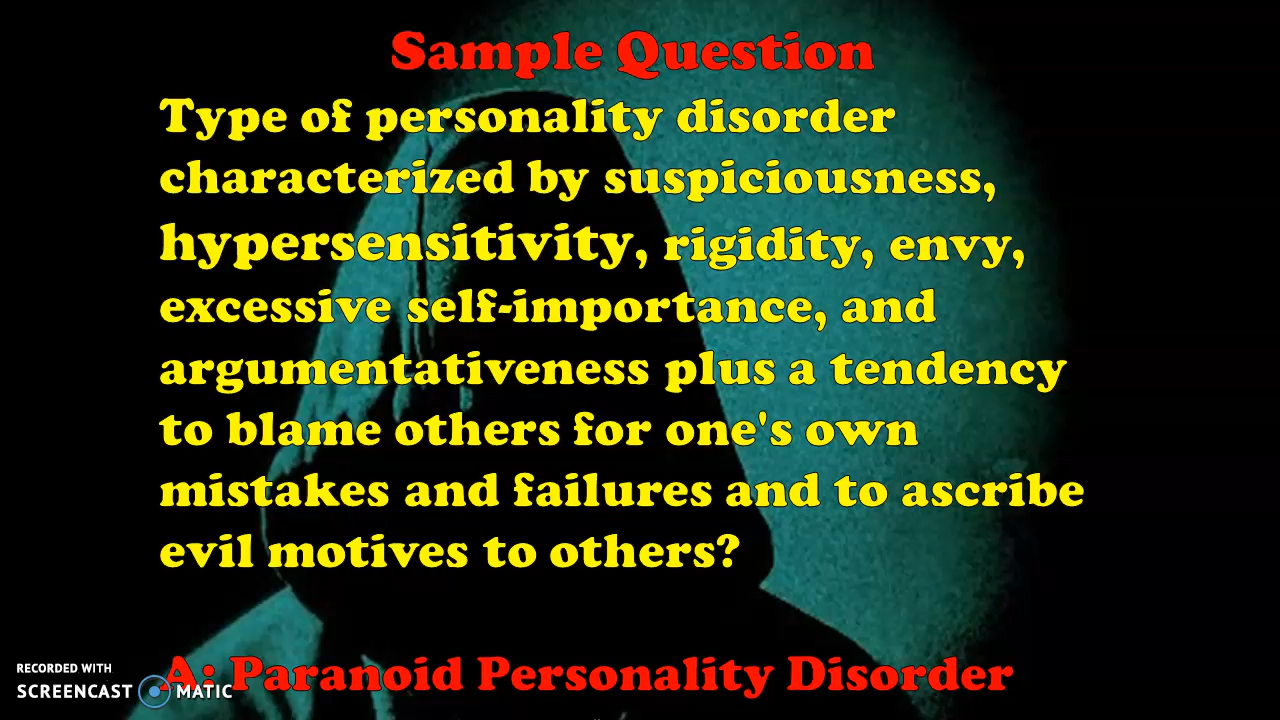 Sample Question
Type of personality disorder
characterized by suspiciousness,
hypersensitivity, rigidity, envy,
excessive self-importance, and
argumentativeness plus a tendency
to blame others for one's own
mistakes and failures and to ascribe
evil motives to others?
A: Paranoid Personality Disorder
RECORDED WITH
SCREENCAST MATIC